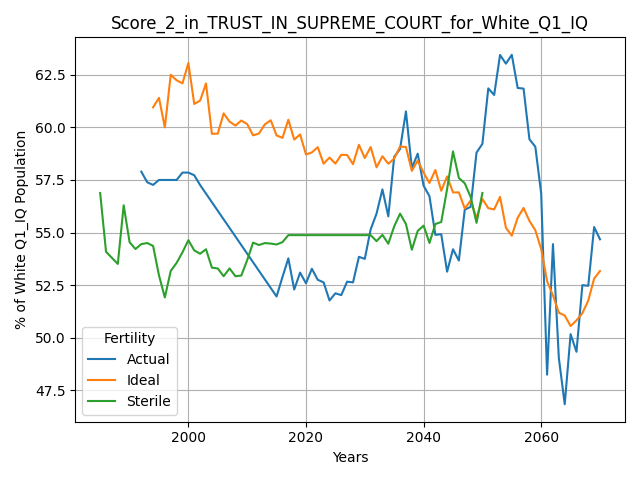 Score_2_in_TRUST_IN_SUPREME_COURT_for_White_Q1_IQ
% of White Q1_IQ Population
62.5
60.0
57.5
55.0
52.5
50.0
47.5
Fertility
Actual
Ideal
Sterile
2000 2020 2040 2060
Years